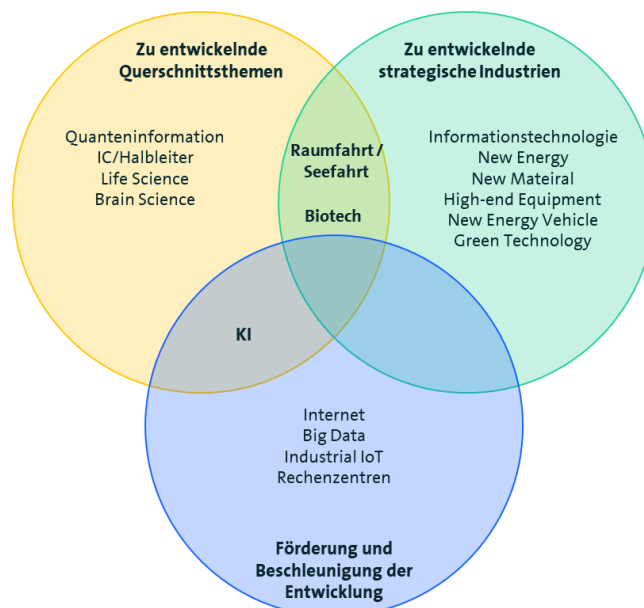 Zu entwickelnde
Querschnittsthemen
Zu entwickelnde
strategische Industrien
Quanteninformation
IC/Halbleiter
Life Science
Brain Science
Raumfahrt /
Seefahrt
Biotech
Informationstechnologie
New Energy
New Mateiral
High-end Equipment
New Energy Vehicle
Green Technology
KI
Internet
Big Data
Industrial IoT
Rechenzentren
Förderung und
Beschleunigung der
Entwicklung